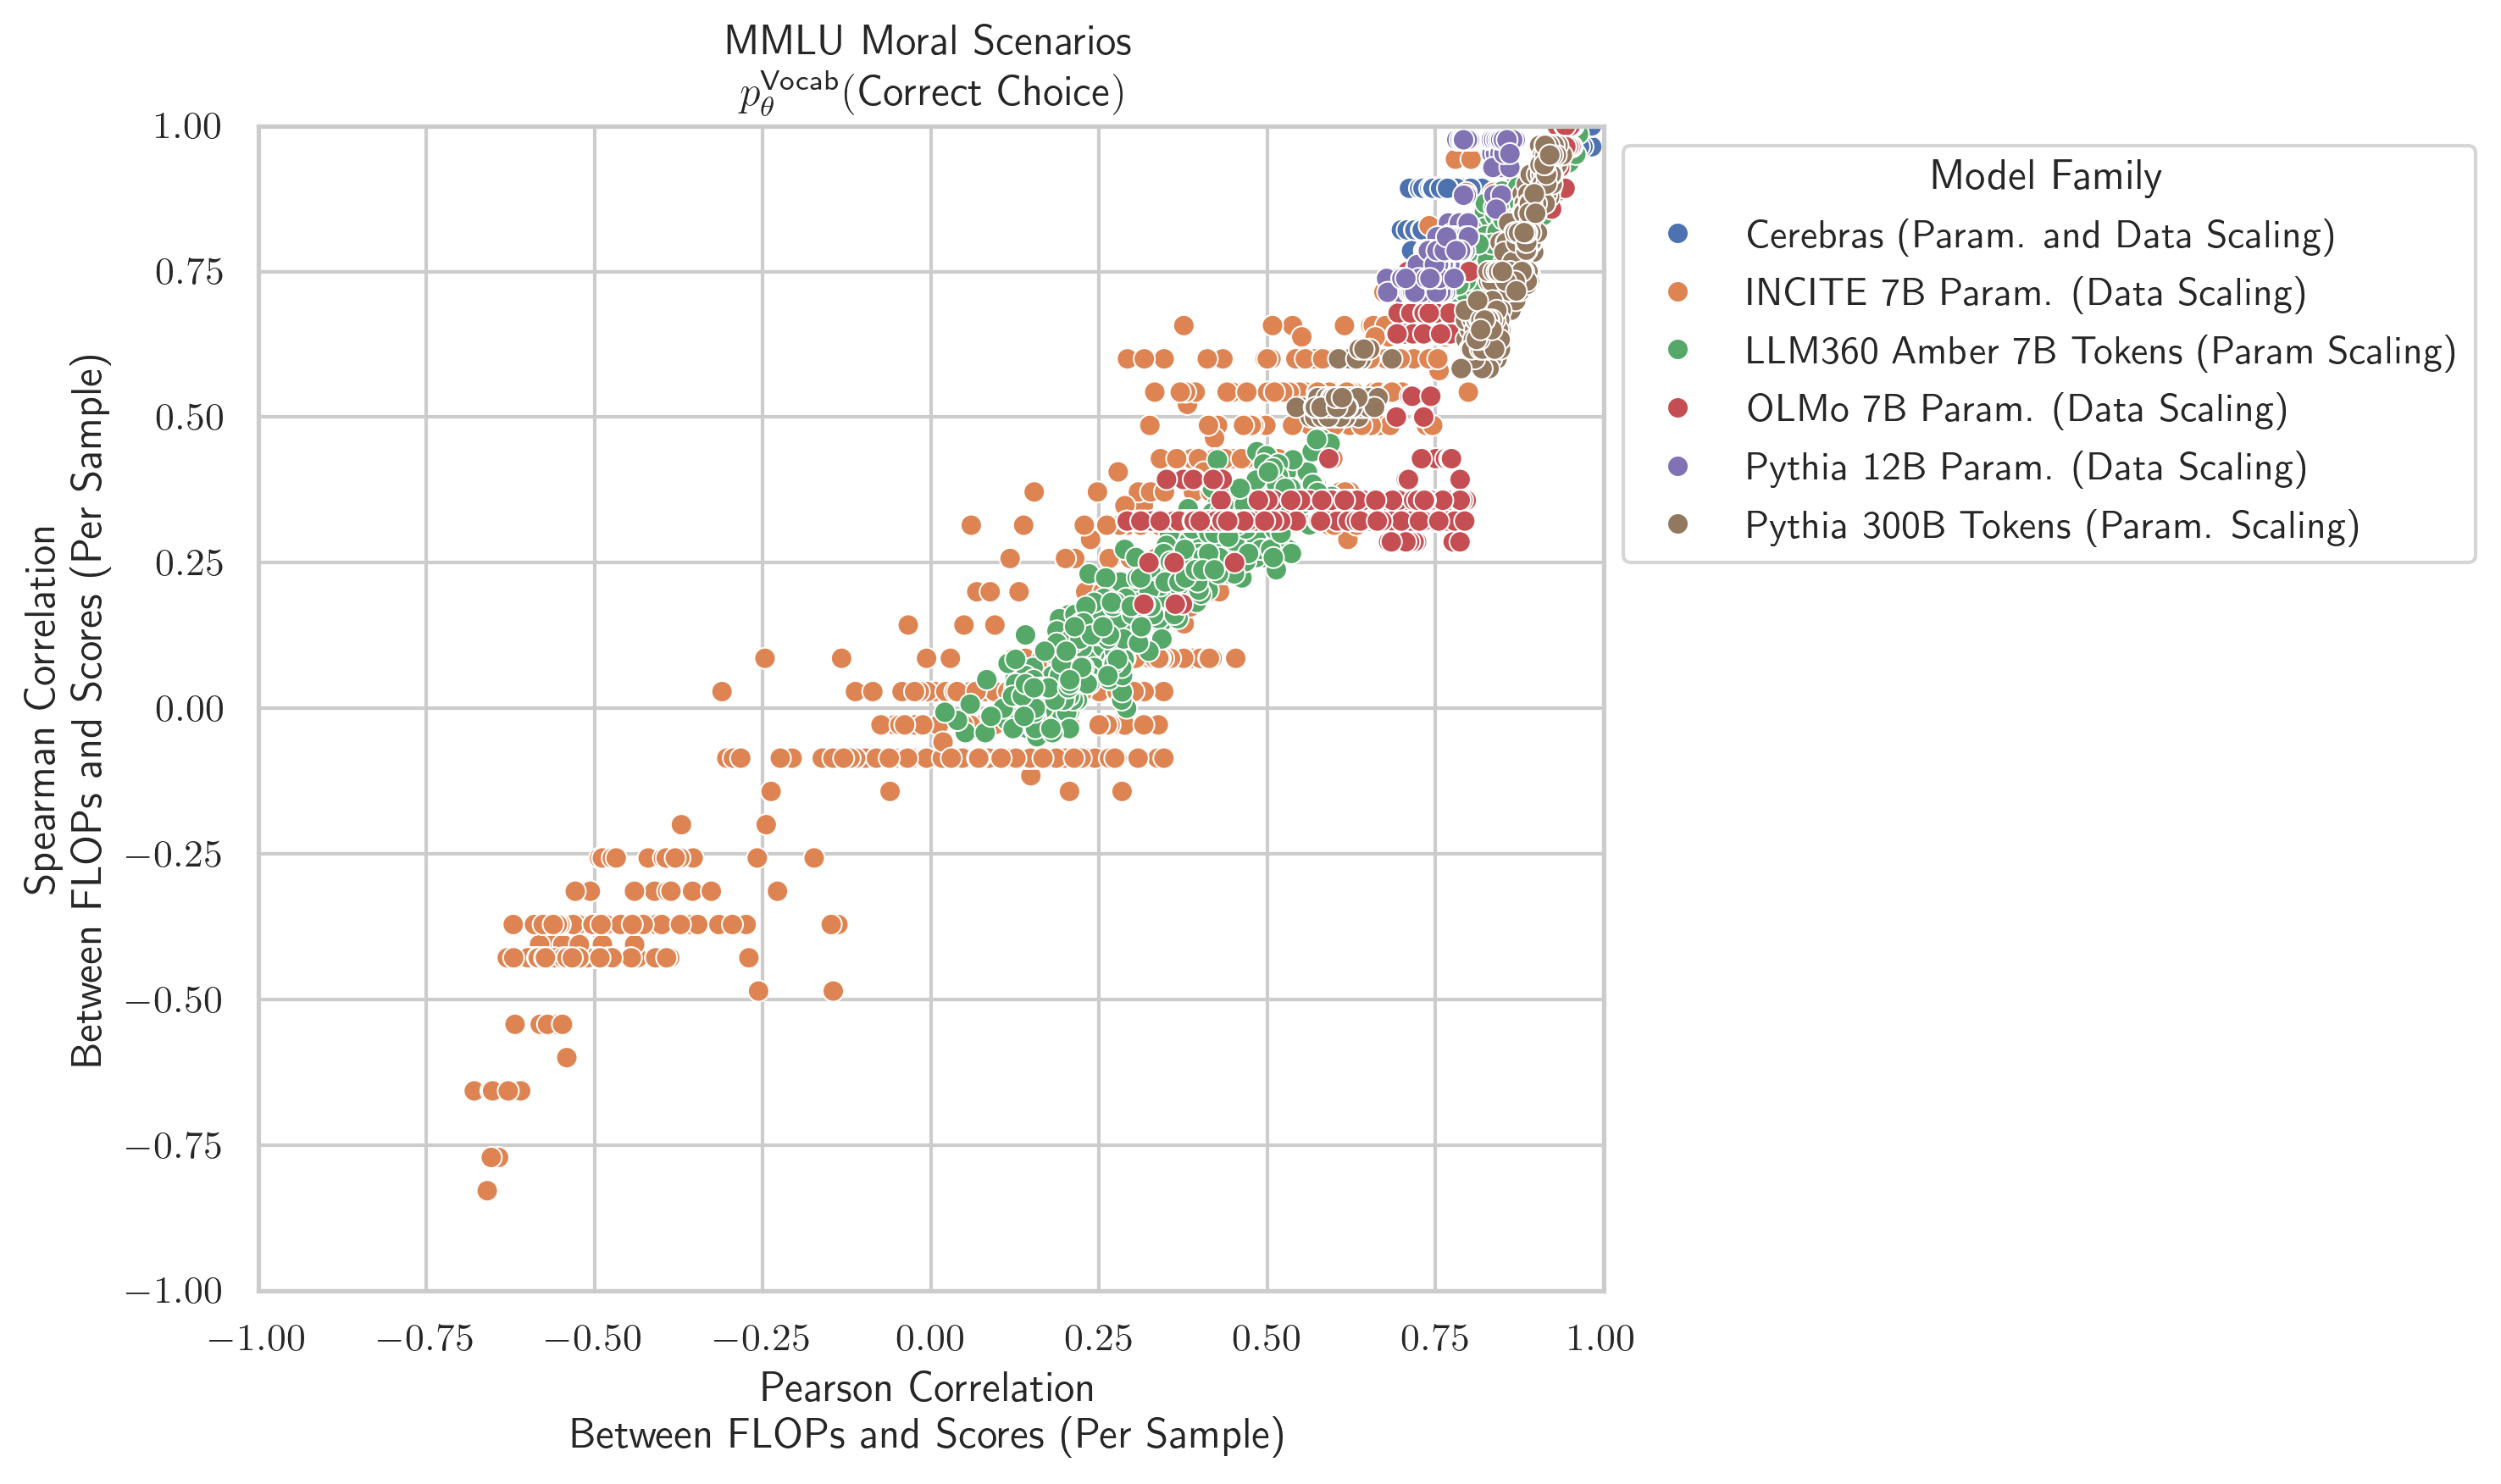 MMLU Moral Scenarios
p_θ^Vocab(Correct Choice)
1.00
0.75
0.50
0.25
0.00
−0.25
−0.50
−0.75
−1.00
Spearman Correlation
Between FLOPs and Scores (Per Sample)
−1.00
−0.75
−0.50
−0.25
0.00
0.25
0.50
0.75
1.00
Pearson Correlation
Between FLOPs and Scores (Per Sample)
Model Family
Cerebras (Param. and Data Scaling)
INCITE 7B Param. (Data Scaling)
LLM360 Amber 7B Tokens (Param Scaling)
OLMo 7B Param. (Data Scaling)
Pythia 12B Param. (Data Scaling)
Pythia 300B Tokens (Param. Scaling)